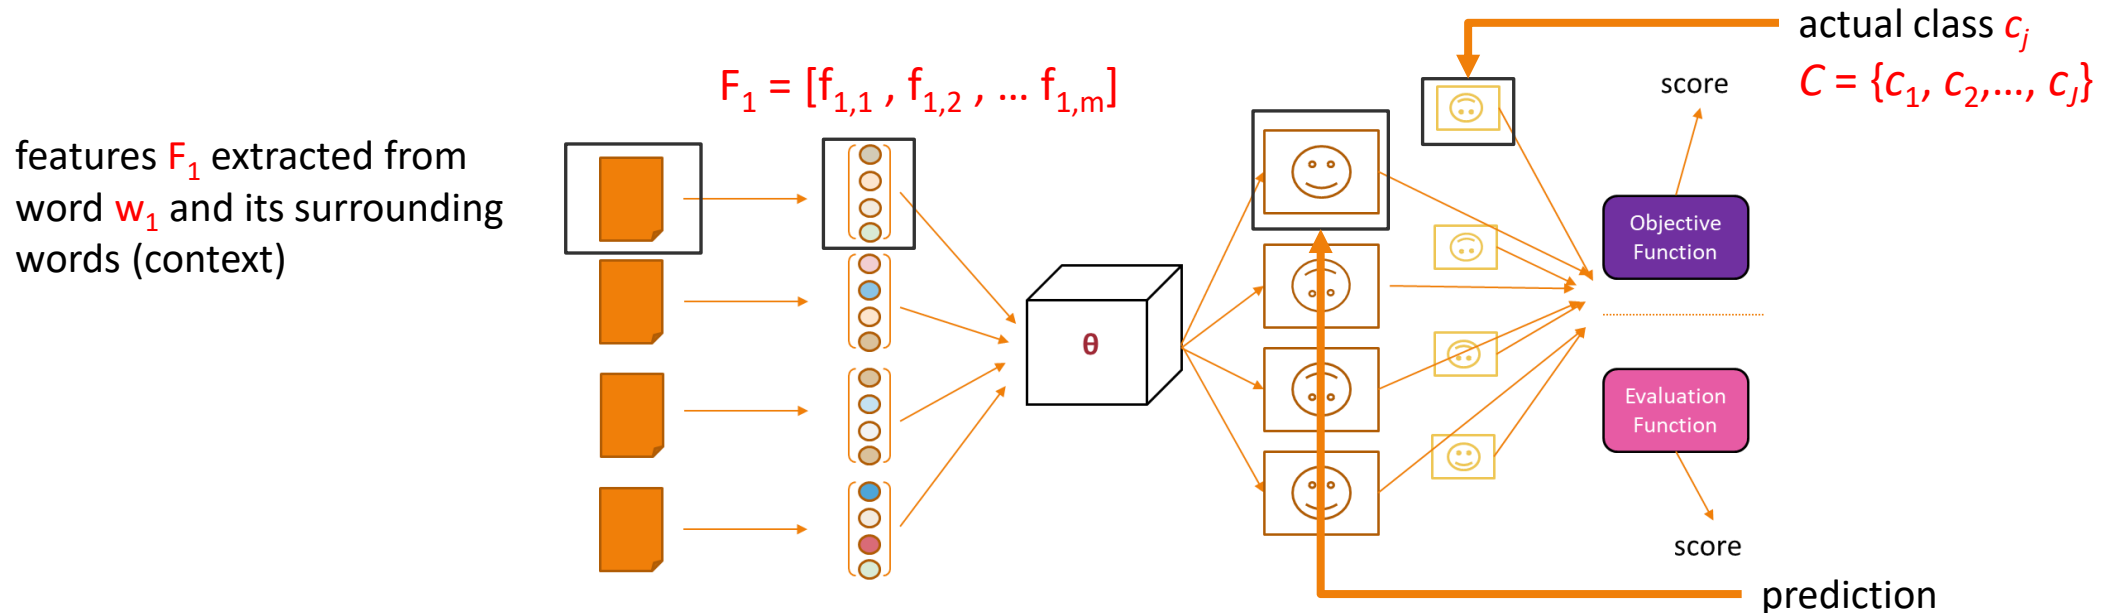 features F₁ extracted from
word w₁ and its surrounding
words (context)
F₁ = [f₁,₁ , f₁,₂ , ... f₁,ₘ]
θ
actual class cⱼ
C = {c₁, c₂,..., c_J}
score
Objective
Function
Evaluation
Function
score
prediction